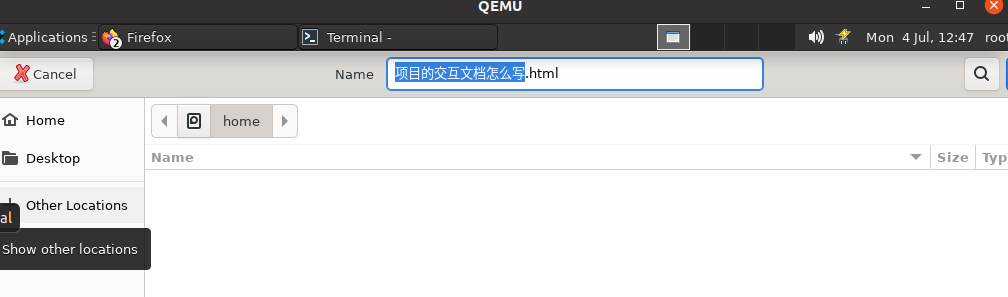 QEMU
Applications 2 Firefox Terminal - Mon 4 Jul, 12:47 root
Cancel Name 项目的交互文档怎么写.html
Home home
Name Size Typ
Desktop
Other Locations
al
Show other locations